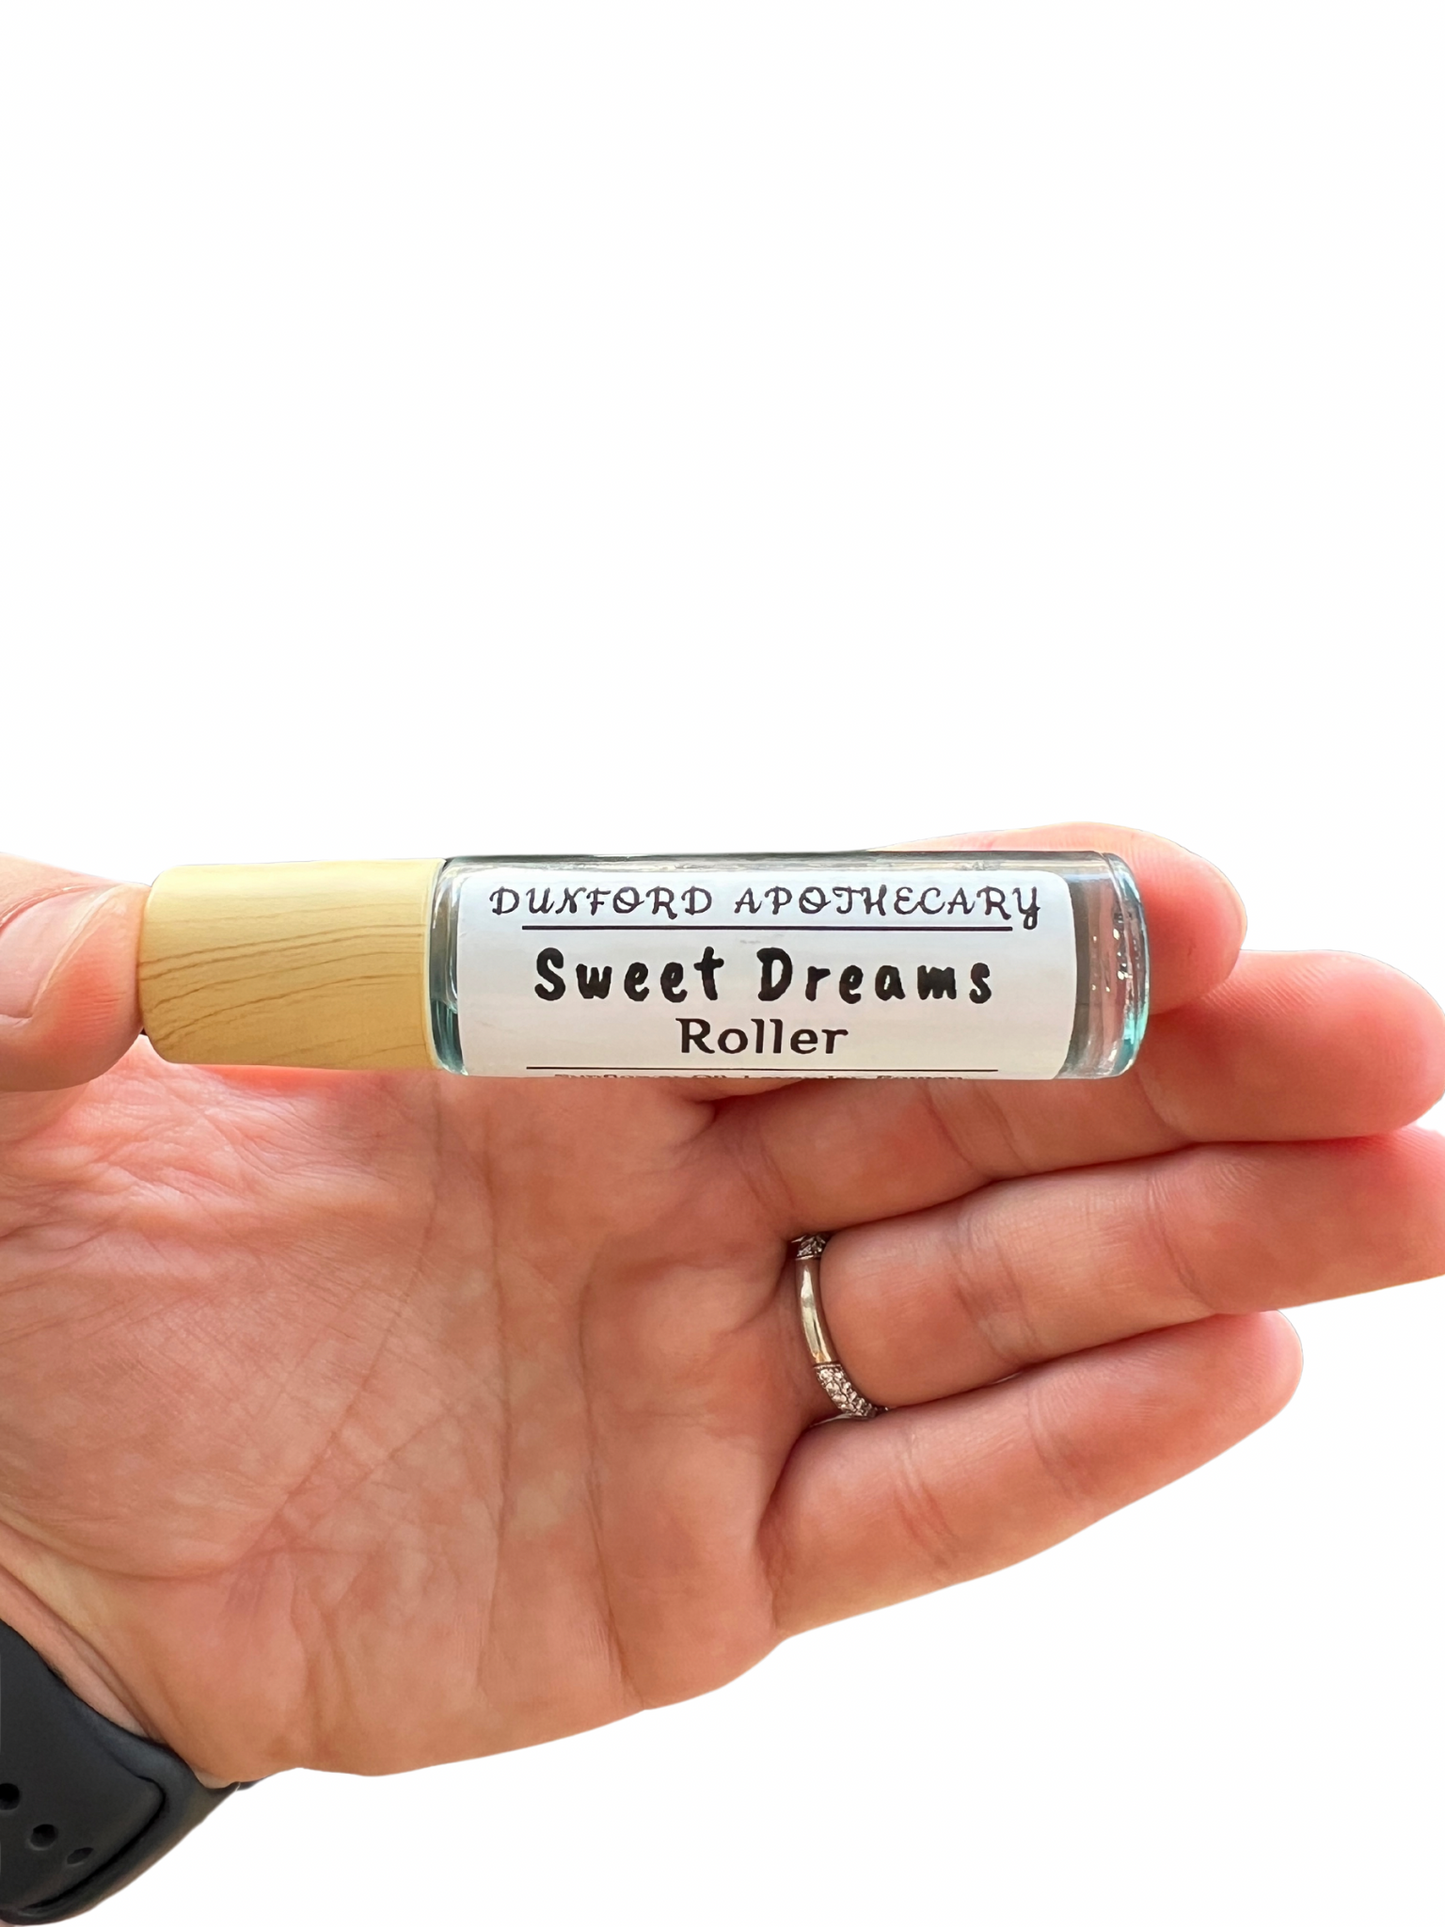 DUNFORD APOTHECARY
Sweet Dreams
Roller